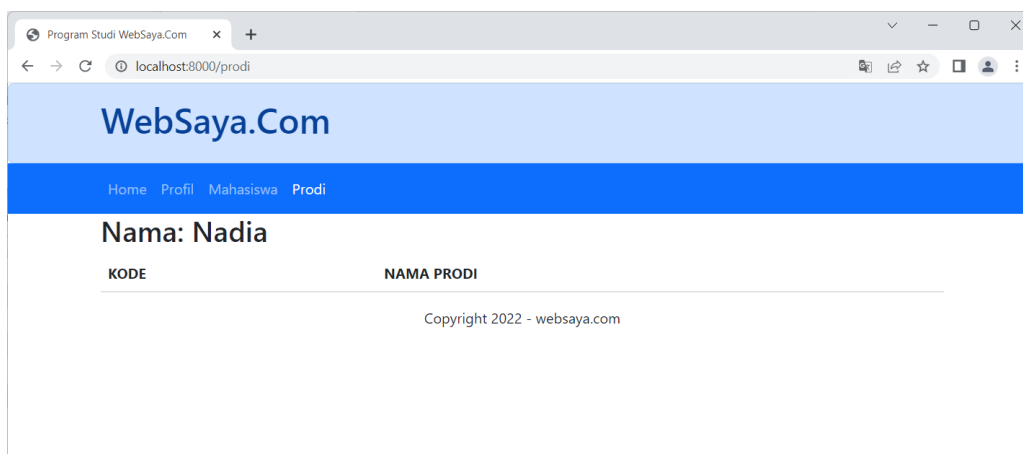 Program Studi WebSaya.Com
localhost:8000/prodi
WebSaya.Com
Home Profil Mahasiswa Prodi
Nama: Nadia
KODE NAMA PRODI
Copyright 2022 - websaya.com